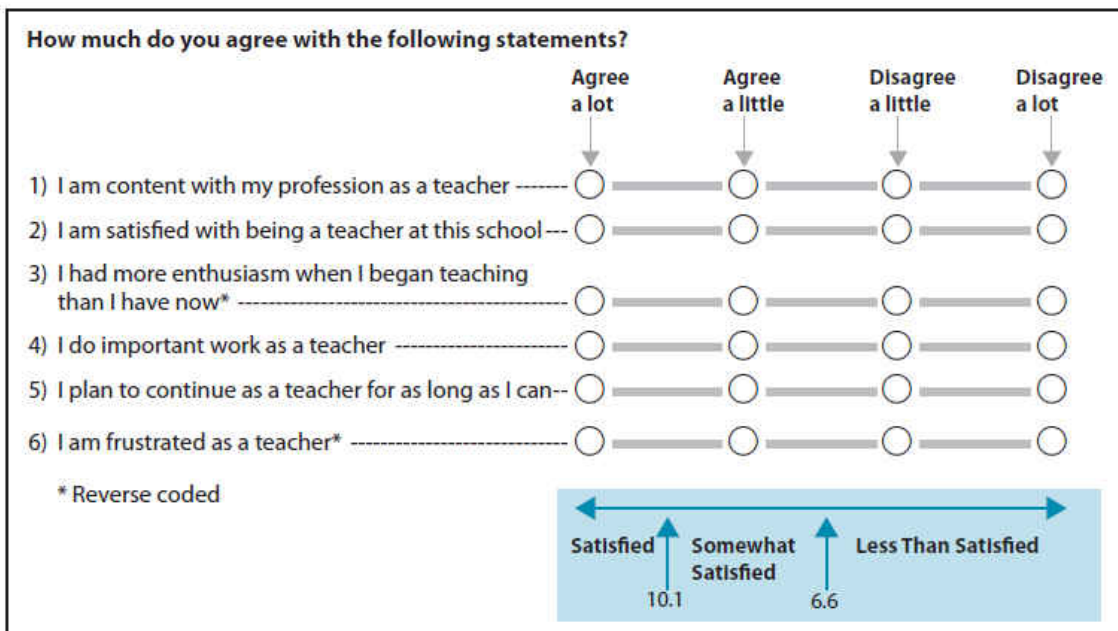 How much do you agree with the following statements?
Agree a lot
Agree a little
Disagree a little
Disagree a lot
1) I am content with my profession as a teacher -------
2) I am satisfied with being a teacher at this school---
3) I had more enthusiasm when I began teaching
than I have now* ---------------------------------------------
4) I do important work as a teacher -----------------------
5) I plan to continue as a teacher for as long as I can--
6) I am frustrated as a teacher* -----------------------------
* Reverse coded
Satisfied
Somewhat
Satisfied
Less Than Satisfied
10.1
6.6